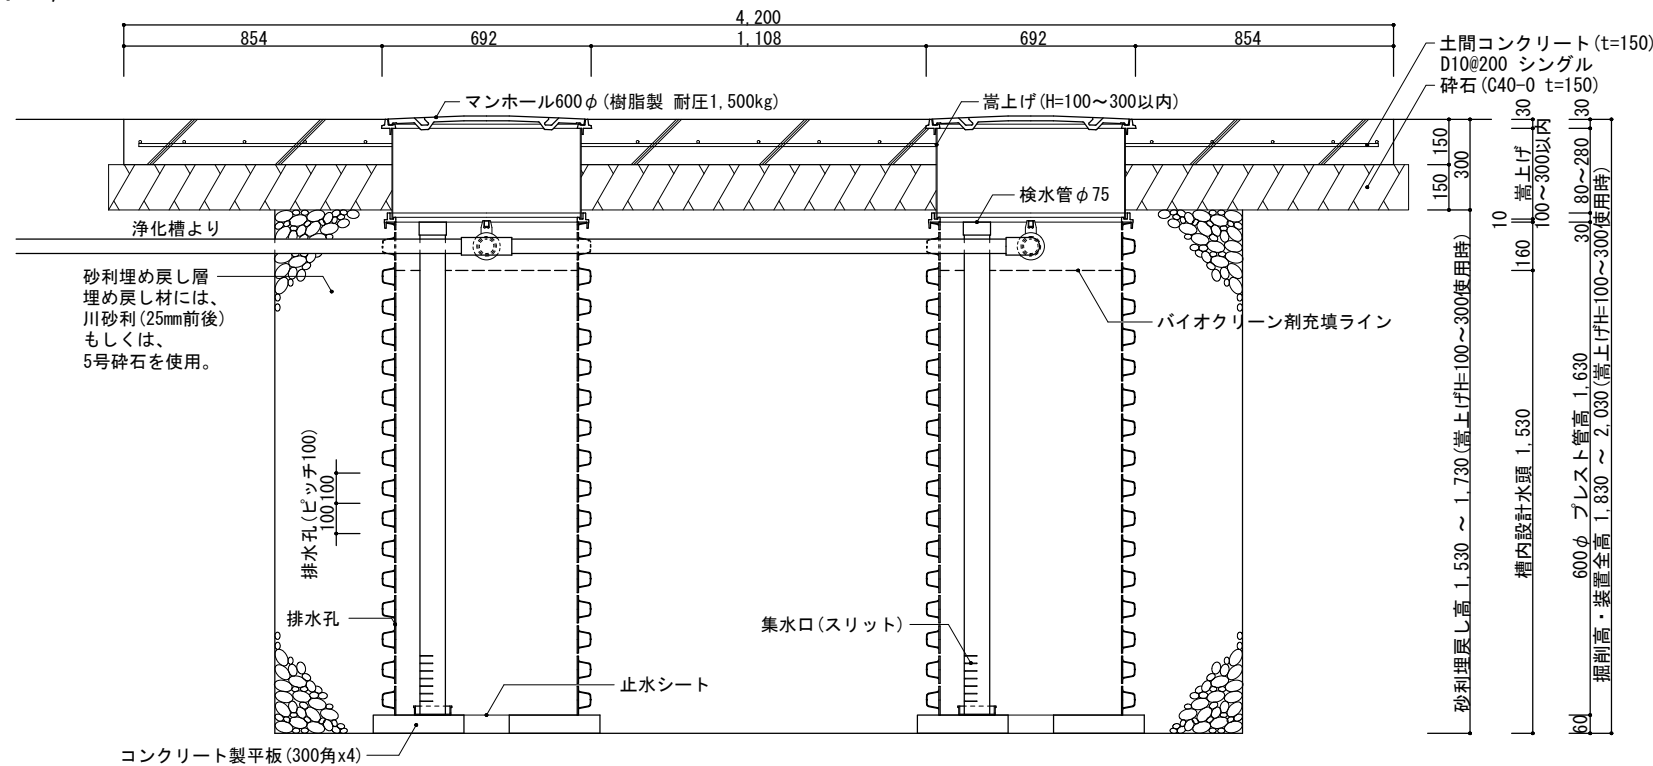 4,200
854
692
1,108
692
854
土間コンクリート(t=150)
D10@200 シングル
砕石(C40-0 t=150)
マンホール600φ(樹脂製 耐圧1,500kg)
嵩上げ(H=100～300以内)
検水管φ75
浄化槽より
砂利埋め戻し層
埋め戻し材には、
川砂利(25mm前後)
もしくは、
5号砕石を使用。
バイオクリーン剤充填ライン
排水孔(ピッチ100)
100
100
排水孔
集水口(スリット)
止水シート
コンクリート製平板(300角x4)
150
150
300
砂利埋戻し高 1,530 ～ 1,730(嵩上げH=100～300使用時)
30
嵩上げ
100～300以内
10
160
槽内設計水頭 1,530
30
80～280
30
600φ プレスト管高 1,630
60
掘削高・装置全高 1,830 ～ 2,030(嵩上げH=100～300使用時)